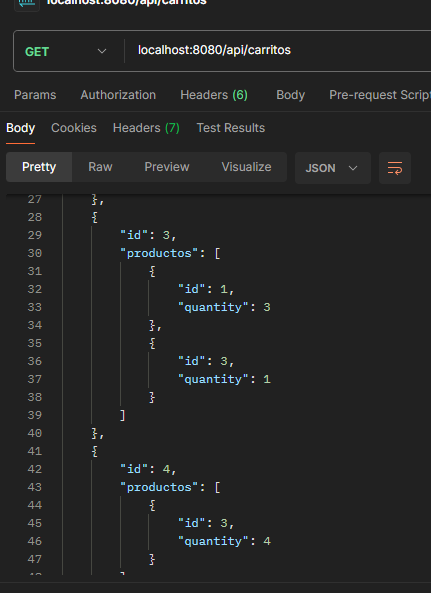 localhost:8080/api/carritos
GET localhost:8080/api/carritos
Params Authorization Headers (6) Body Pre-request Script
Body Cookies Headers (7) Test Results
Pretty Raw Preview Visualize JSON
27 },
28 {
29 "id": 3,
30 "productos": [
31 {
32 "id": 1,
33 "quantity": 3
34 },
35 {
36 "id": 3,
37 "quantity": 1
38 }
39 ]
40 },
41 {
42 "id": 4,
43 "productos": [
44 {
45 "id": 3,
46 "quantity": 4
47 }